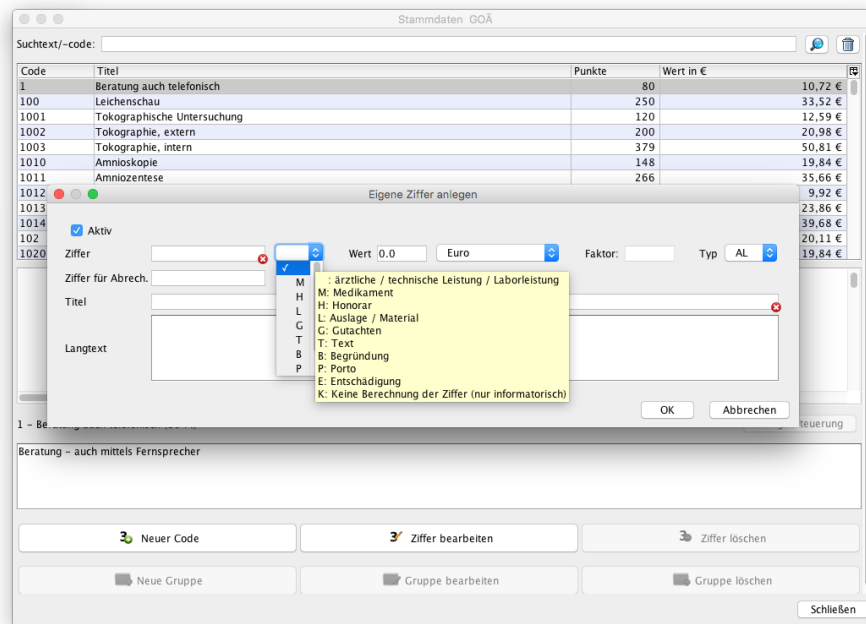 Stammdaten GOÄ
Suchtext/-code:
Code Titel Punkte Wert in €
1 Beratung auch telefonisch 80 10,72 €
100 Leichenschau 250 33,52 €
1001 Tokographische Untersuchung 120 12,59 €
1002 Tokographie, extern 200 20,98 €
1003 Tokographie, intern 379 50,81 €
1010 Amnioskopie 148 19,84 €
1011 Amniozentese 266 35,66 €
1012 9,92 €
1013 23,86 €
1014 39,68 €
102 20,11 €
1020 19,84 €
Eigene Ziffer anlegen
Aktiv
Ziffer Wert 0.0 Euro Faktor: Typ AL
Ziffer für Abrech.
Titel
Langtext
✓
M
H
L
G
T
B
P
: ärztliche / technische Leistung / Laborleistung
M: Medikament
H: Honorar
L: Auslage / Material
G: Gutachten
T: Text
B: Begründung
P: Porto
E: Entschädigung
K: Keine Berechnung der Ziffer (nur informatorisch)
OK Abbrechen
teuerung
Beratung - auch mittels Fernsprecher
Neuer Code Ziffer bearbeiten Ziffer löschen
Neue Gruppe Gruppe bearbeiten Gruppe löschen
Schließen